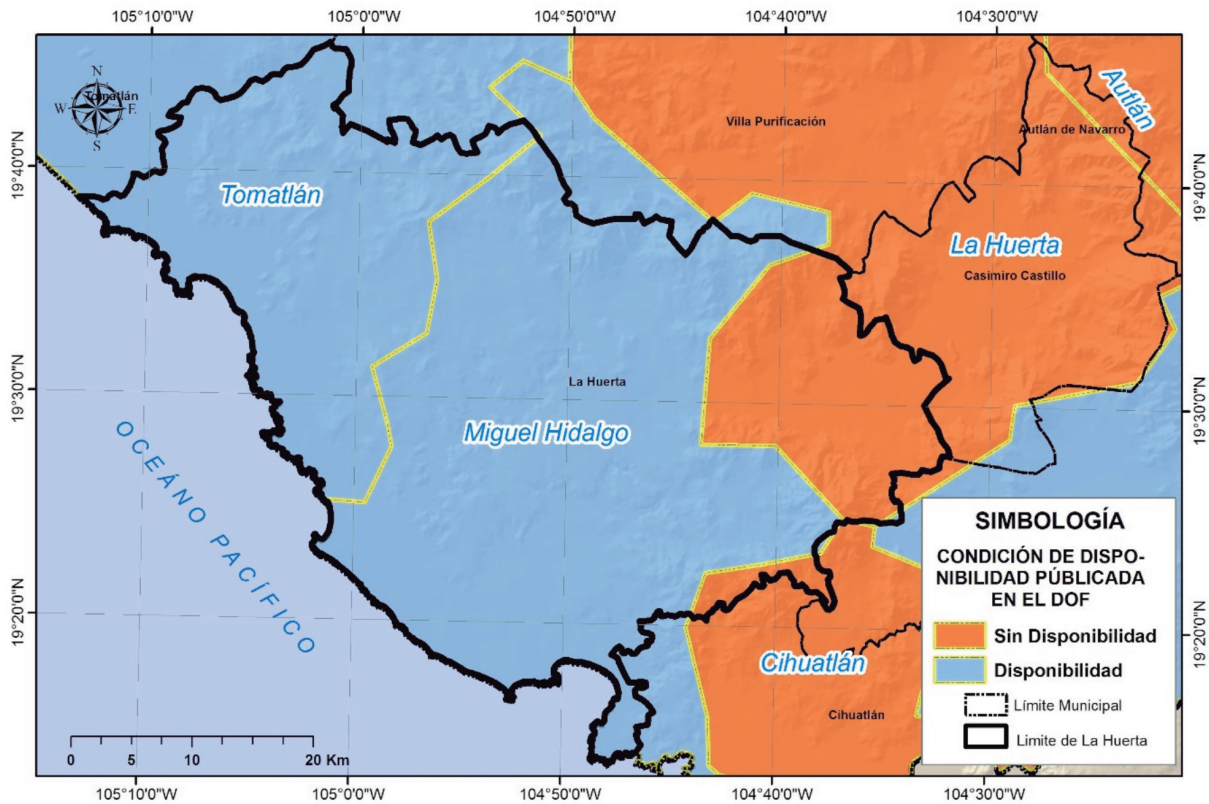 105°10'0"W
105°0'0"W
104°50'0"W
104°40'0"W
104°30'0"W
N
W
E
S
Tomatlán
Villa Purificación
Autlán
Autlán de Navarro
19°40'0"N
19°40'0"N
Tomatlán
La Huerta
Casimiro Castillo
19°30'0"N
La Huerta
19°30'0"N
Miguel Hidalgo
OCEÁNO PACÍFICO
SIMBOLOGÍA
CONDICIÓN DE DISPO-
NIBILIDAD PÚBLICADA
EN EL DOF
Sin Disponibilidad
Disponibilidad
Límite Municipal
Limite de La Huerta
19°20'0"N
19°20'0"N
Cihuatlán
Cihuatlán
0 5 10 20 Km
105°10'0"W
105°0'0"W
104°50'0"W
104°40'0"W
104°30'0"W